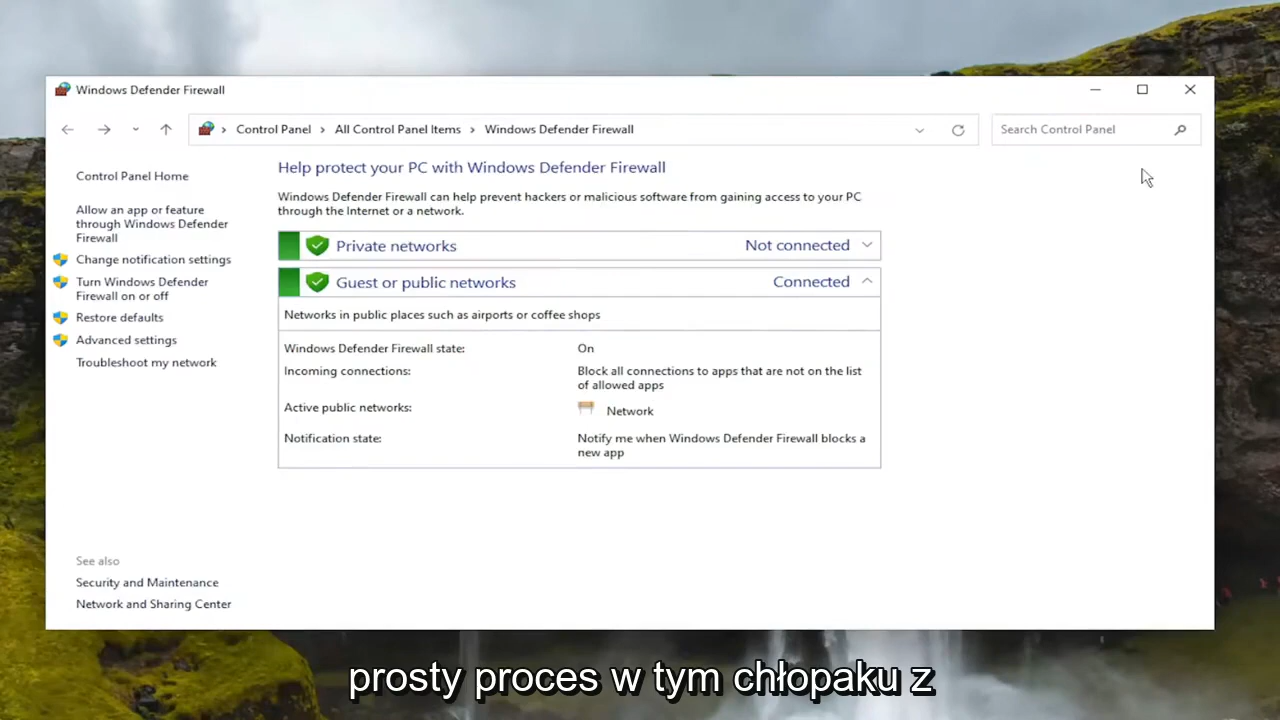 Windows Defender Firewall
Control Panel
All Control Panel Items
Windows Defender Firewall
Search Control Panel
Control Panel Home
Allow an app or feature
through Windows Defender
Firewall
Change notification settings
Turn Windows Defender
Firewall on or off
Restore defaults
Advanced settings
Troubleshoot my network
See also
Security and Maintenance
Network and Sharing Center
Help protect your PC with Windows Defender Firewall
Windows Defender Firewall can help prevent hackers or malicious software from gaining access to your PC
through the Internet or a network.
Private networks Not connected
Guest or public networks Connected
Networks in public places such as airports or coffee shops
Windows Defender Firewall state: On
Incoming connections: Block all connections to apps that are not on the list
of allowed apps
Active public networks: Network
Notification state: Notify me when Windows Defender Firewall blocks a
new app
prosty proces w tym chłopaku z